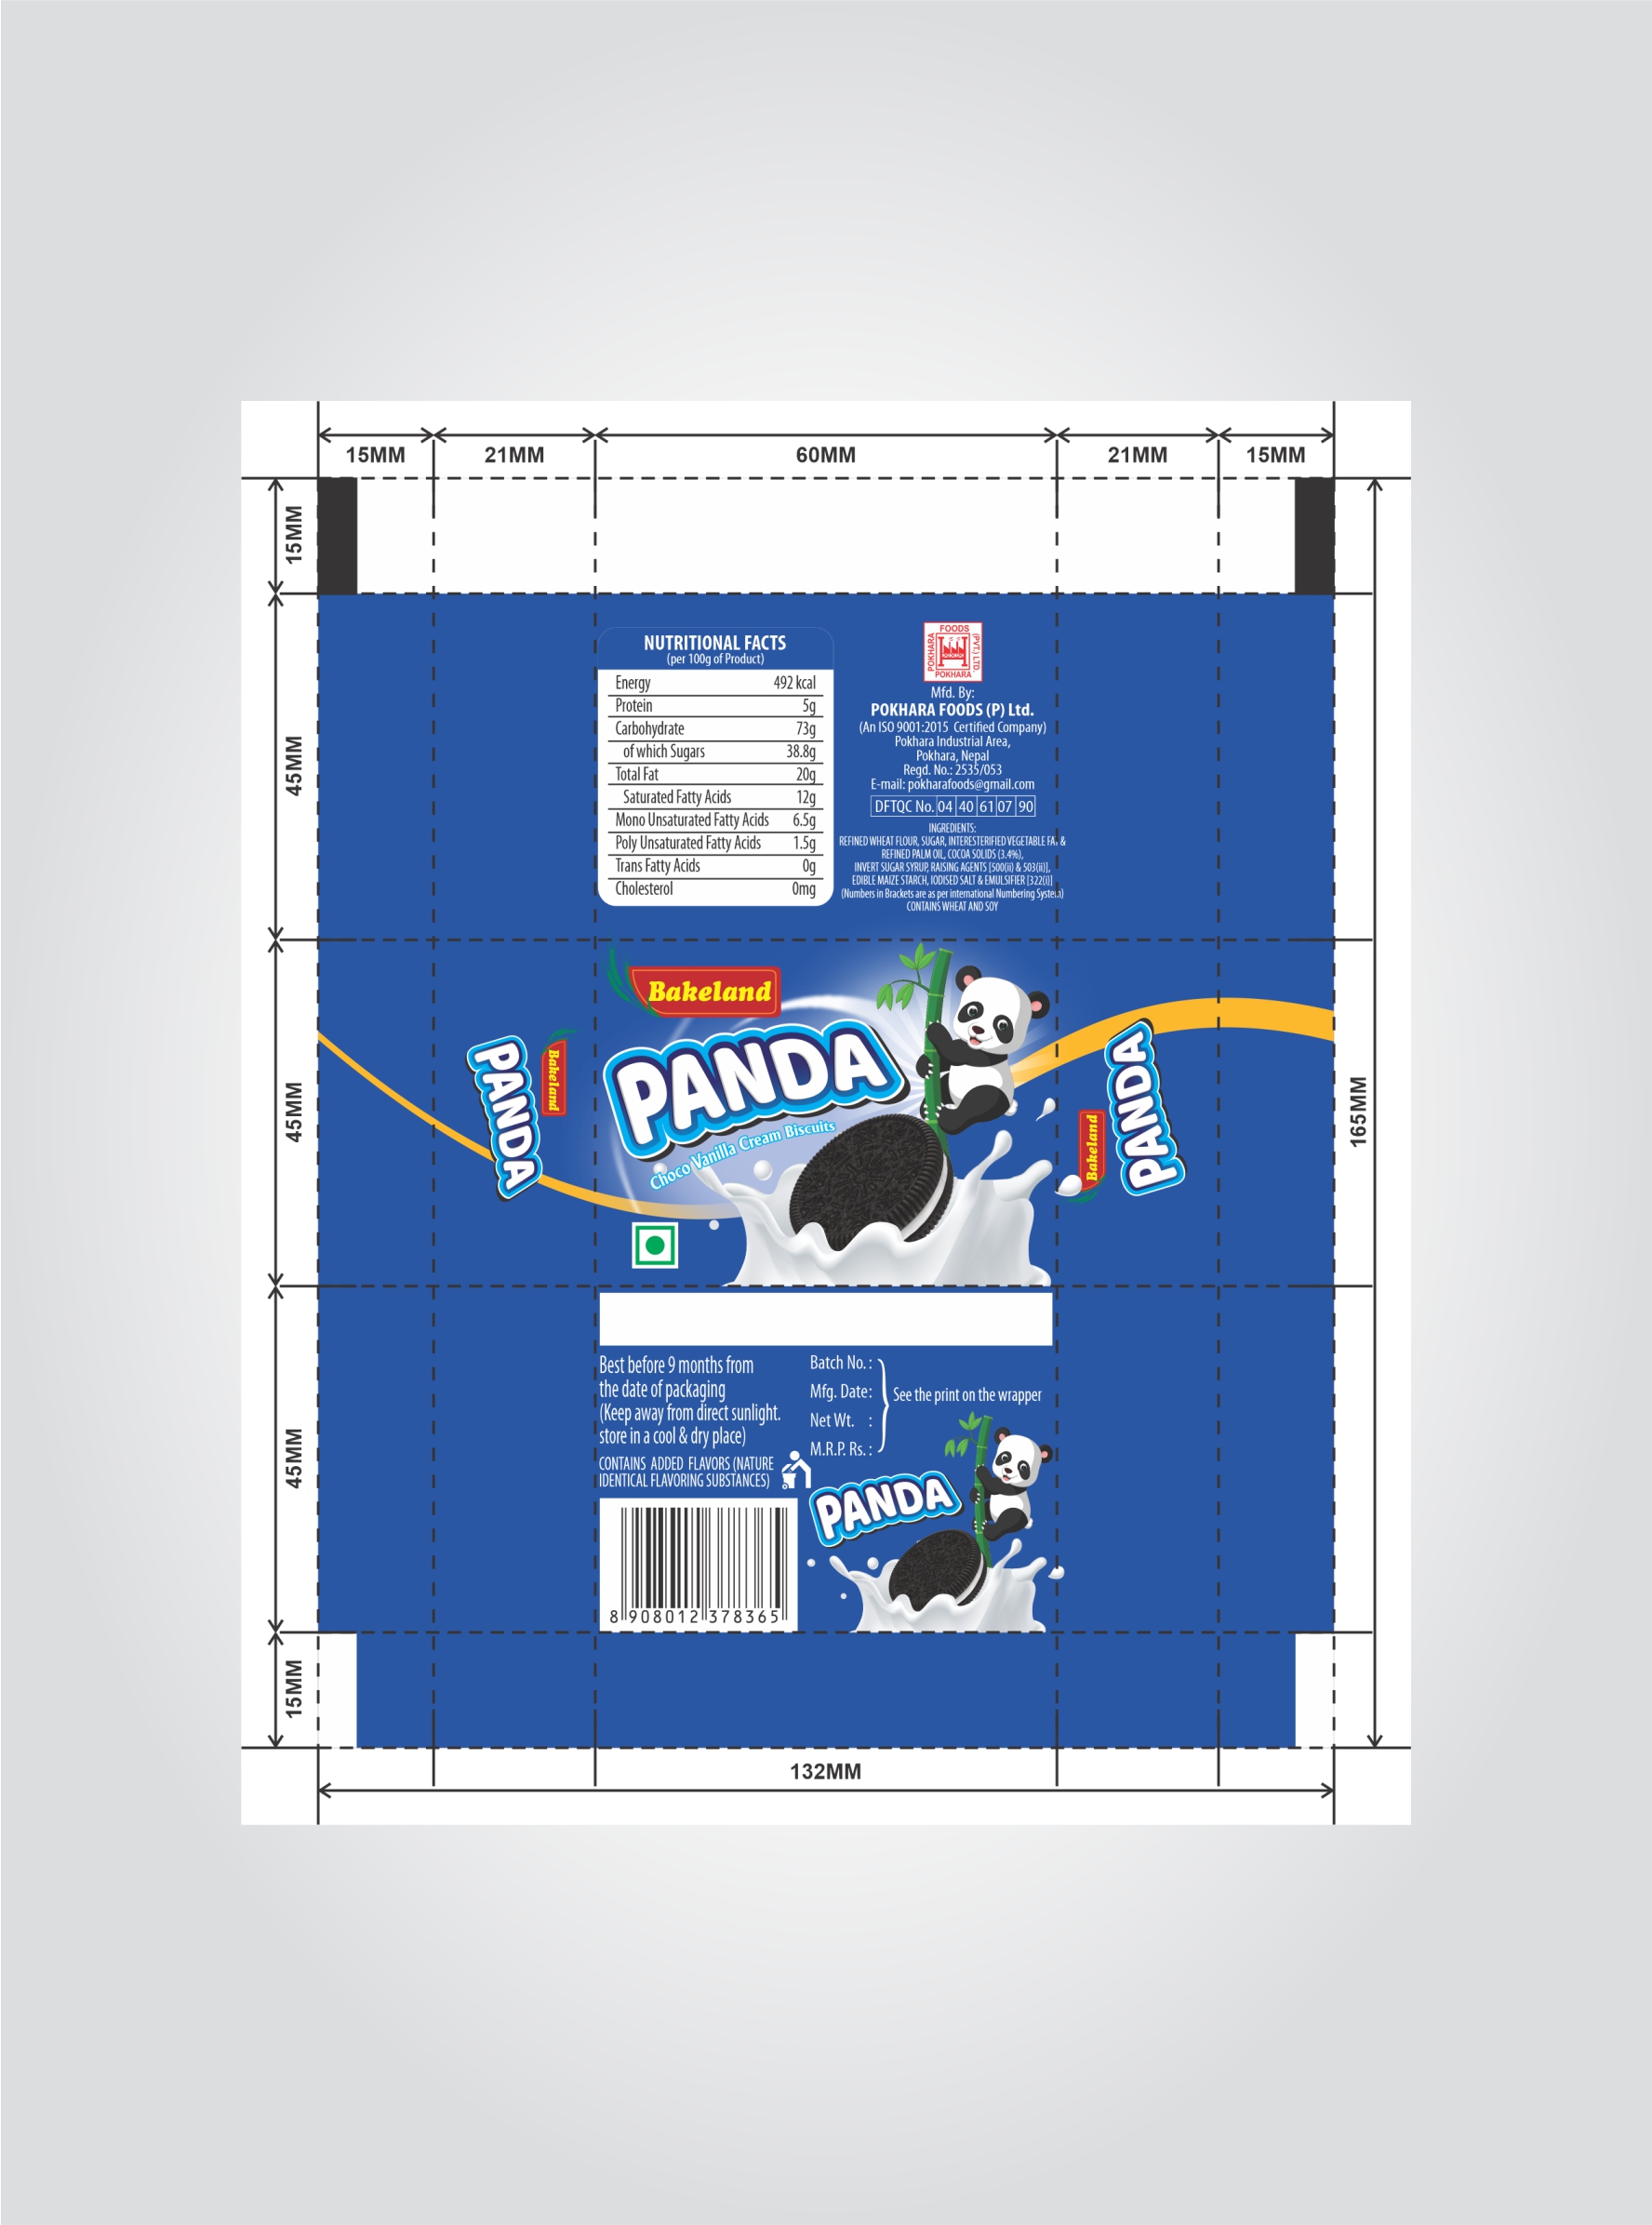 15MM 21MM 60MM 21MM 15MM
15MM
45MM
45MM
45MM
15MM
165MM
132MM
NUTRITIONAL FACTS
(per 100g of Product)
Energy 492 kcal
Protein 5g
Carbohydrate 73g
of which Sugars 38.8g
Total Fat 20g
Saturated Fatty Acids 12g
Mono Unsaturated Fatty Acids 6.5g
Poly Unsaturated Fatty Acids 1.5g
Trans Fatty Acids 0g
Cholesterol 0mg
FOODS
POKHARA
(PVT.) LTD.
POKHARA
Mfd. By:
POKHARA FOODS (P) Ltd.
(An ISO 9001:2015 Certified Company)
Pokhara Industrial Area,
Pokhara, Nepal
Regd. No.: 2535/053
E-mail: pokharafoods@gmail.com
DFTQC No. 04 40 61 07 90
INGREDIENTS:
REFINED WHEAT FLOUR, SUGAR, INTERESTERIFIED VEGETABLE FAT &
REFINED PALM OIL, COCOA SOLIDS (3.4%),
INVERT SUGAR SYRUP, RAISING AGENTS [500(ii) & 503(ii)],
EDIBLE MAIZE STARCH, IODISED SALT & EMULSIFIER [322(i)]
(Numbers in Brackets are as per international Numbering System)
CONTAINS WHEAT AND SOY
PANDA
Bakeland
Bakeland
PANDA
Choco Vanilla Cream Biscuits
Bakeland
PANDA
Best before 9 months from
the date of packaging
(Keep away from direct sunlight.
store in a cool & dry place)
CONTAINS ADDED FLAVORS (NATURE
IDENTICAL FLAVORING SUBSTANCES)
Batch No. :
Mfg. Date:
Net Wt. :
M.R.P. Rs. :
See the print on the wrapper
PANDA
8 908012 378365